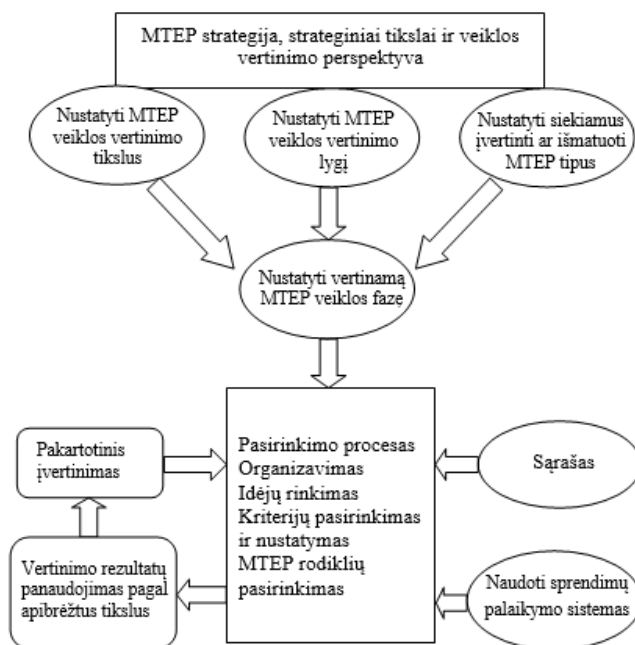 MTEP strategija, strateginiai tikslai ir veiklos
vertinimo perspektyva
Nustatyti MTEP
veiklos vertinimo
tikslus
Nustatyti MTEP
veiklos vertinimo
lygį
Nustatyti siekiamus
įvertinti ar išmatuoti
MTEP tipus
Nustatyti vertinamą
MTEP veiklos fazę
Pakartotinis
įvertinimas
Pasirinkimo procesas
Organizavimas
Idėjų rinkimas
Kriterijų pasirinkimas
ir nustatymas
MTEP rodiklių
pasirinkimas
Sąrašas
Vertinimo rezultatų
panaudojimas pagal
apibrėžtus tikslus
Naudoti sprendimų
palaikymo sistemas